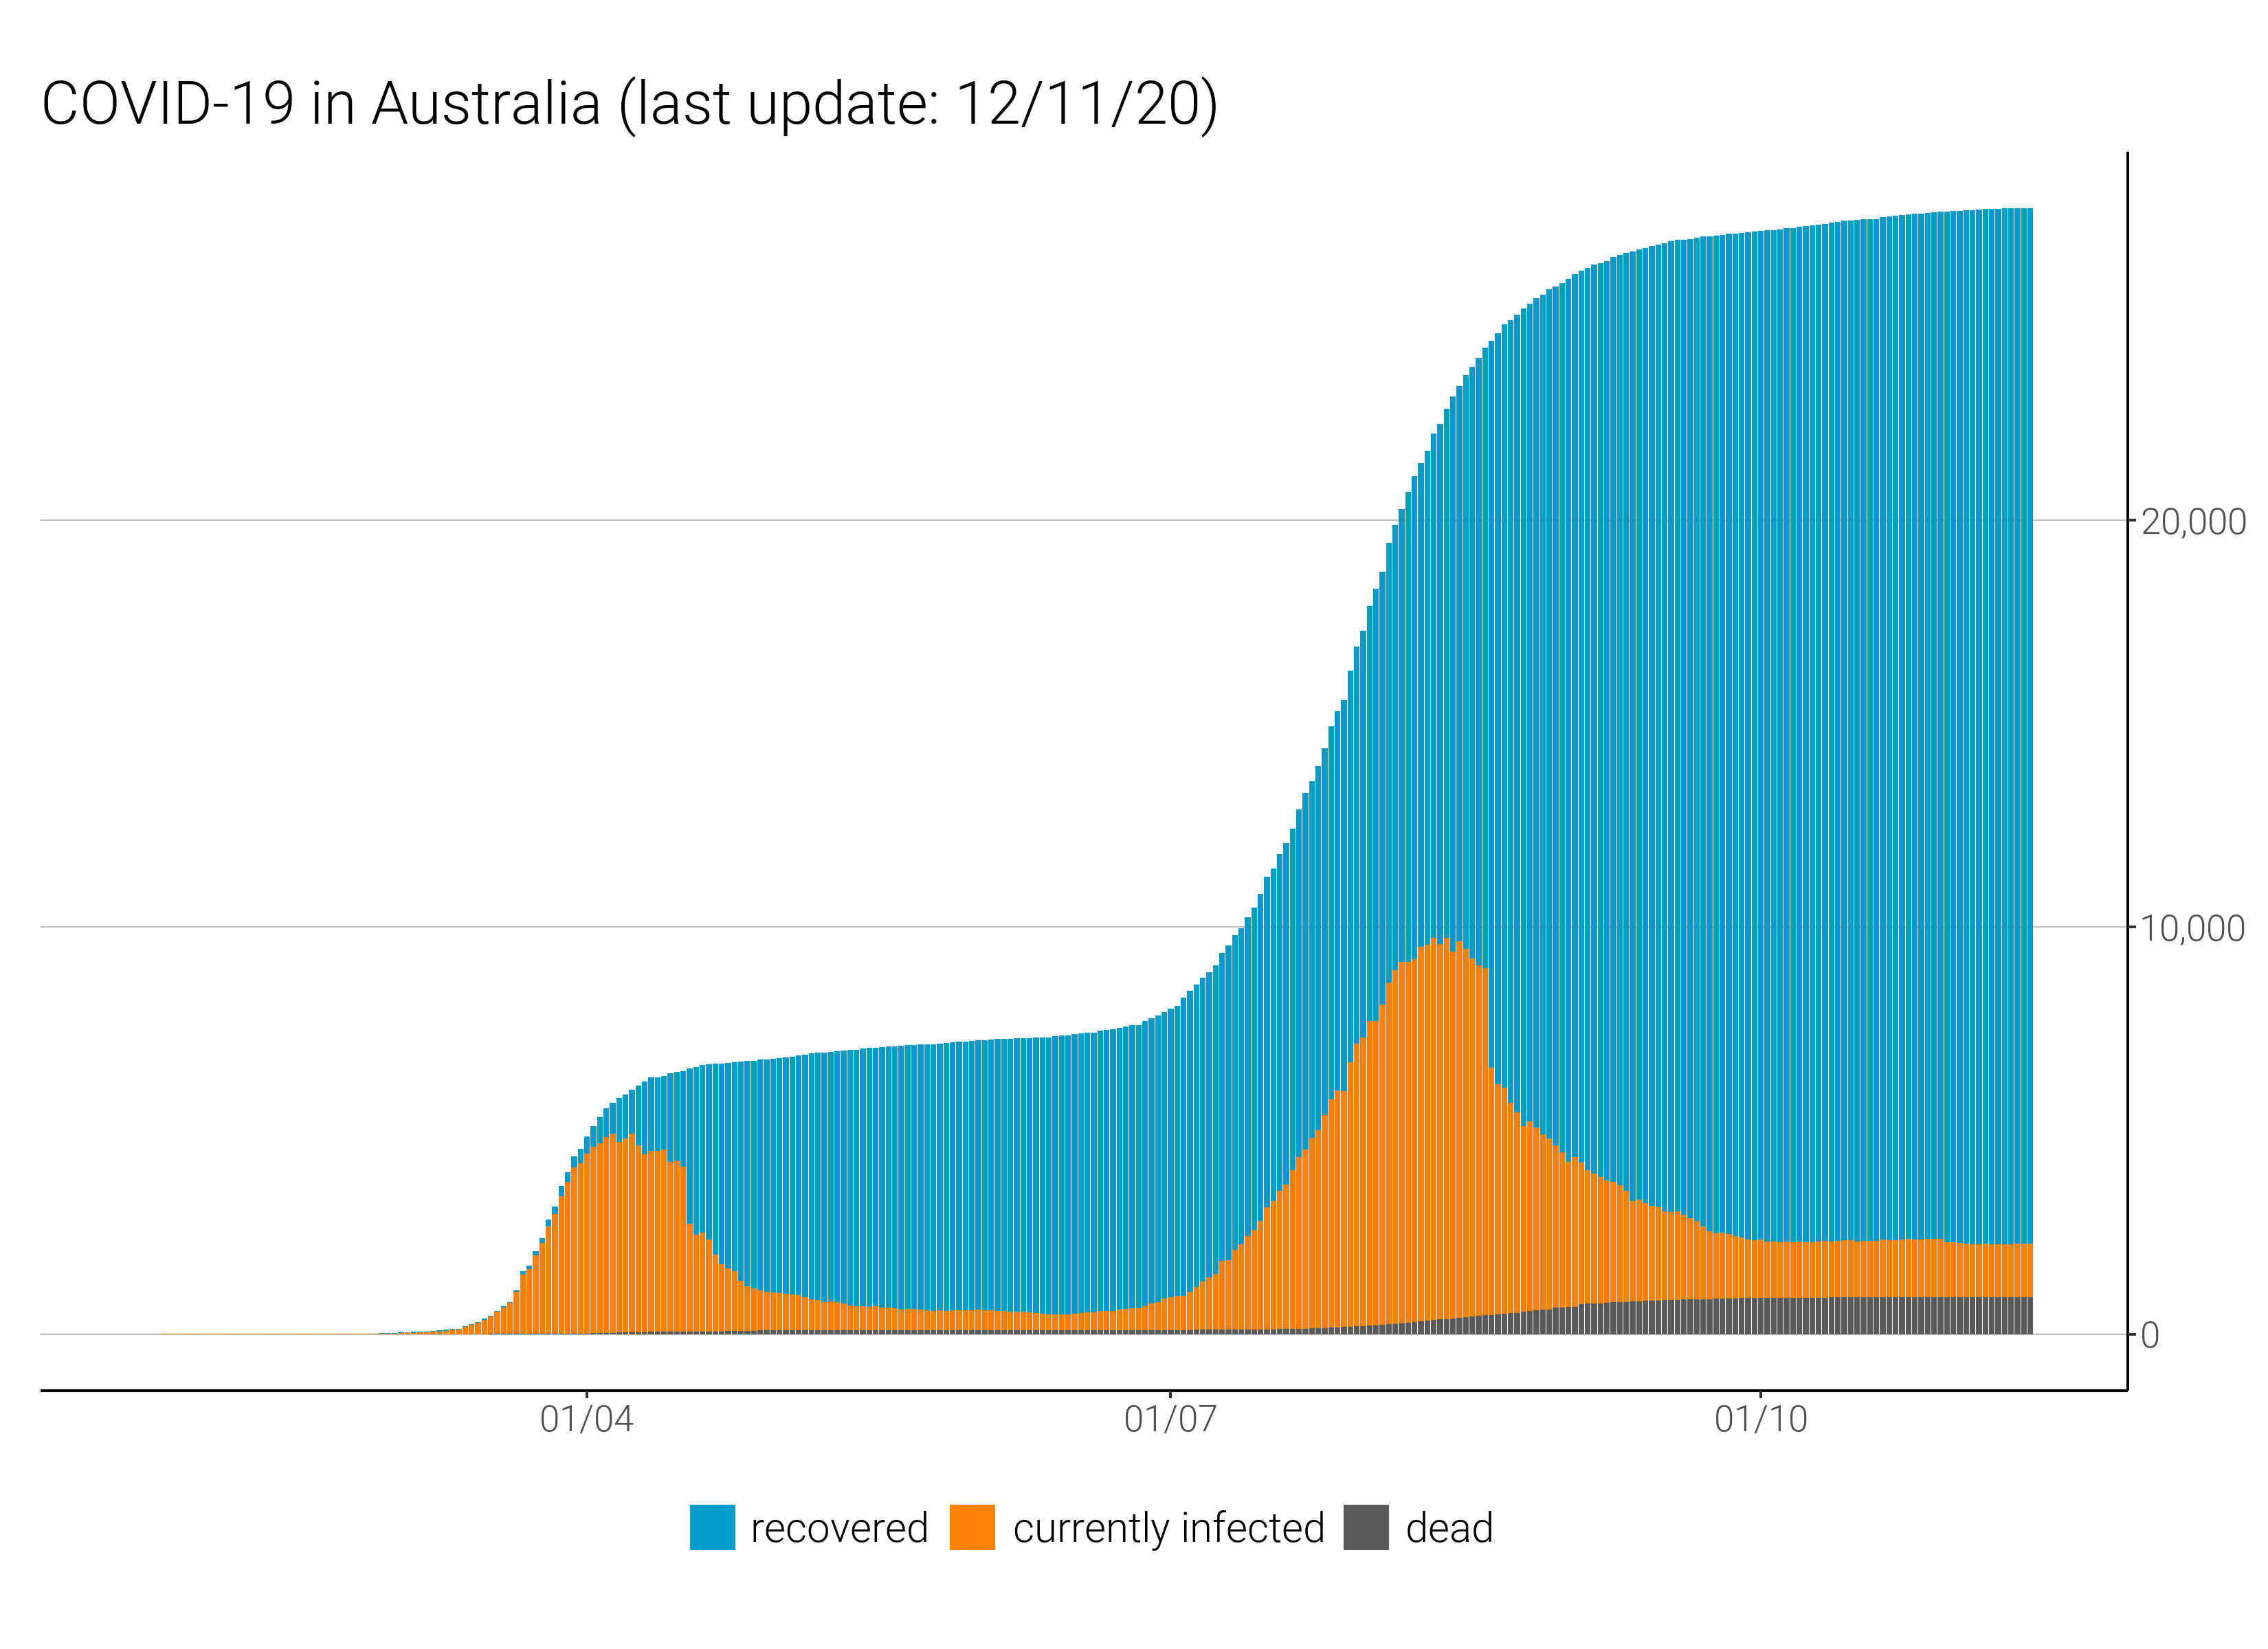 COVID-19 in Australia (last update: 12/11/20)
20,000
10,000
0
01/04 01/07 01/10
recovered currently infected dead